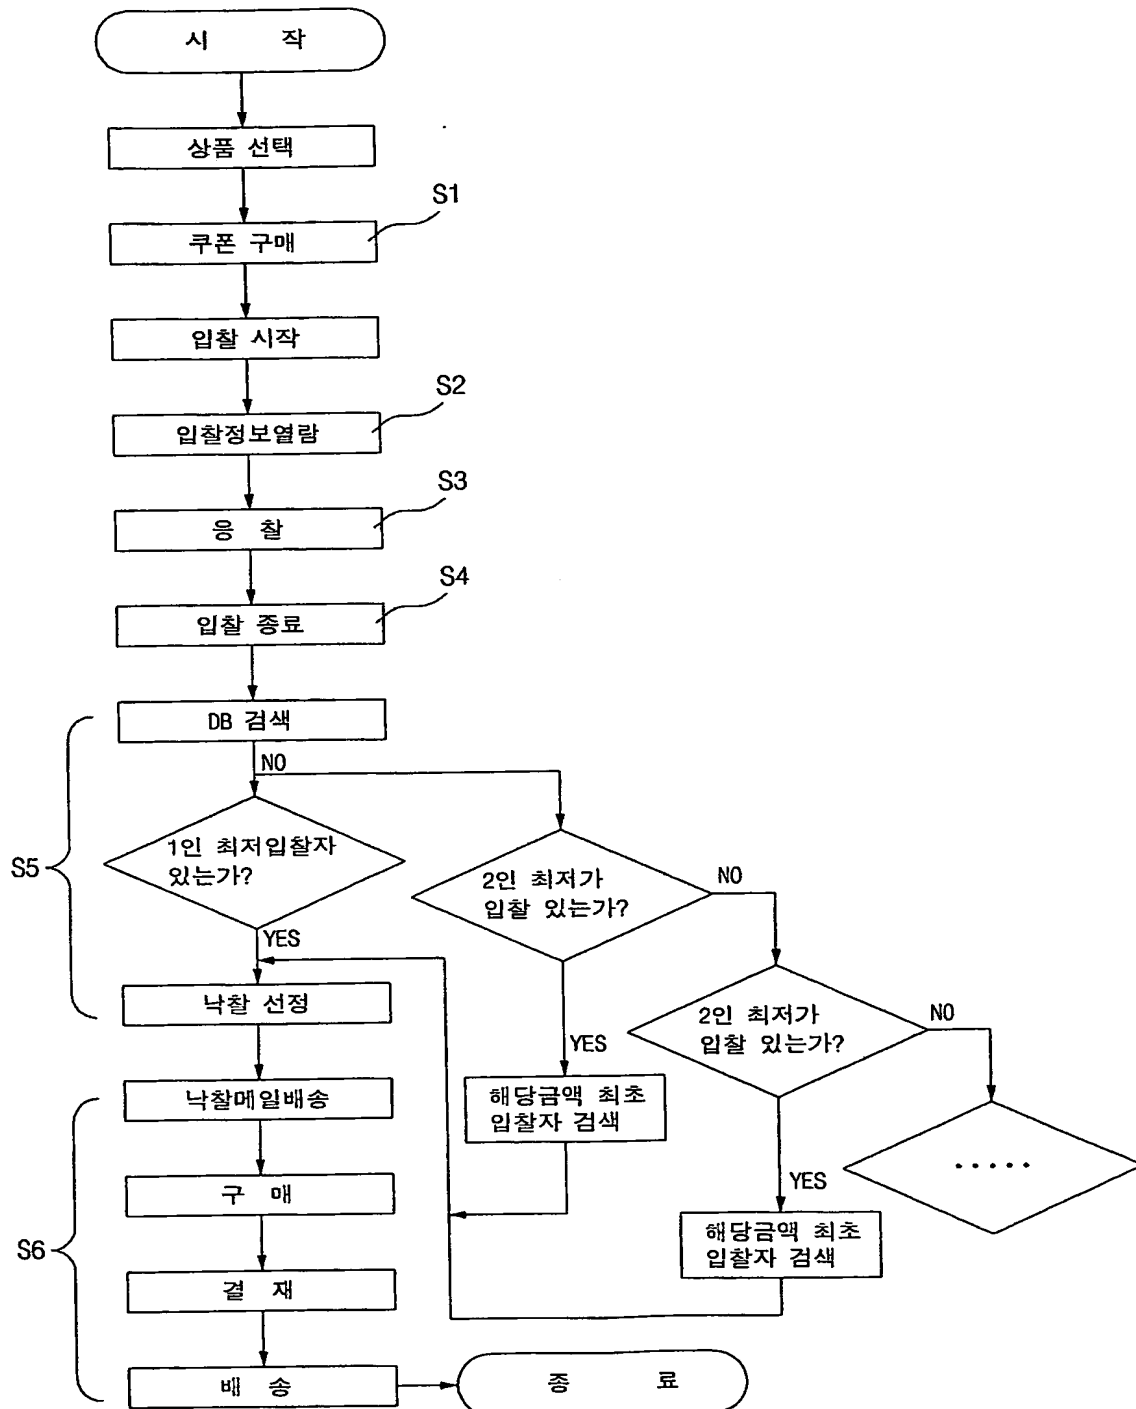 시 작
상품 선택
S1
쿠폰 구매
입찰 시작
S2
입찰정보열람
S3
응 찰
S4
입찰 종료
DB 검색
NO
1인 최저입찰자
있는가?
S5
2인 최저가
입찰 있는가?
NO
YES
낙찰 선정
2인 최저가
입찰 있는가?
NO
YES
해당금액 최초
입찰자 검색
낙찰메일배송
.....
YES
구 매
해당금액 최초
입찰자 검색
S6
결 재
배 송
종 료